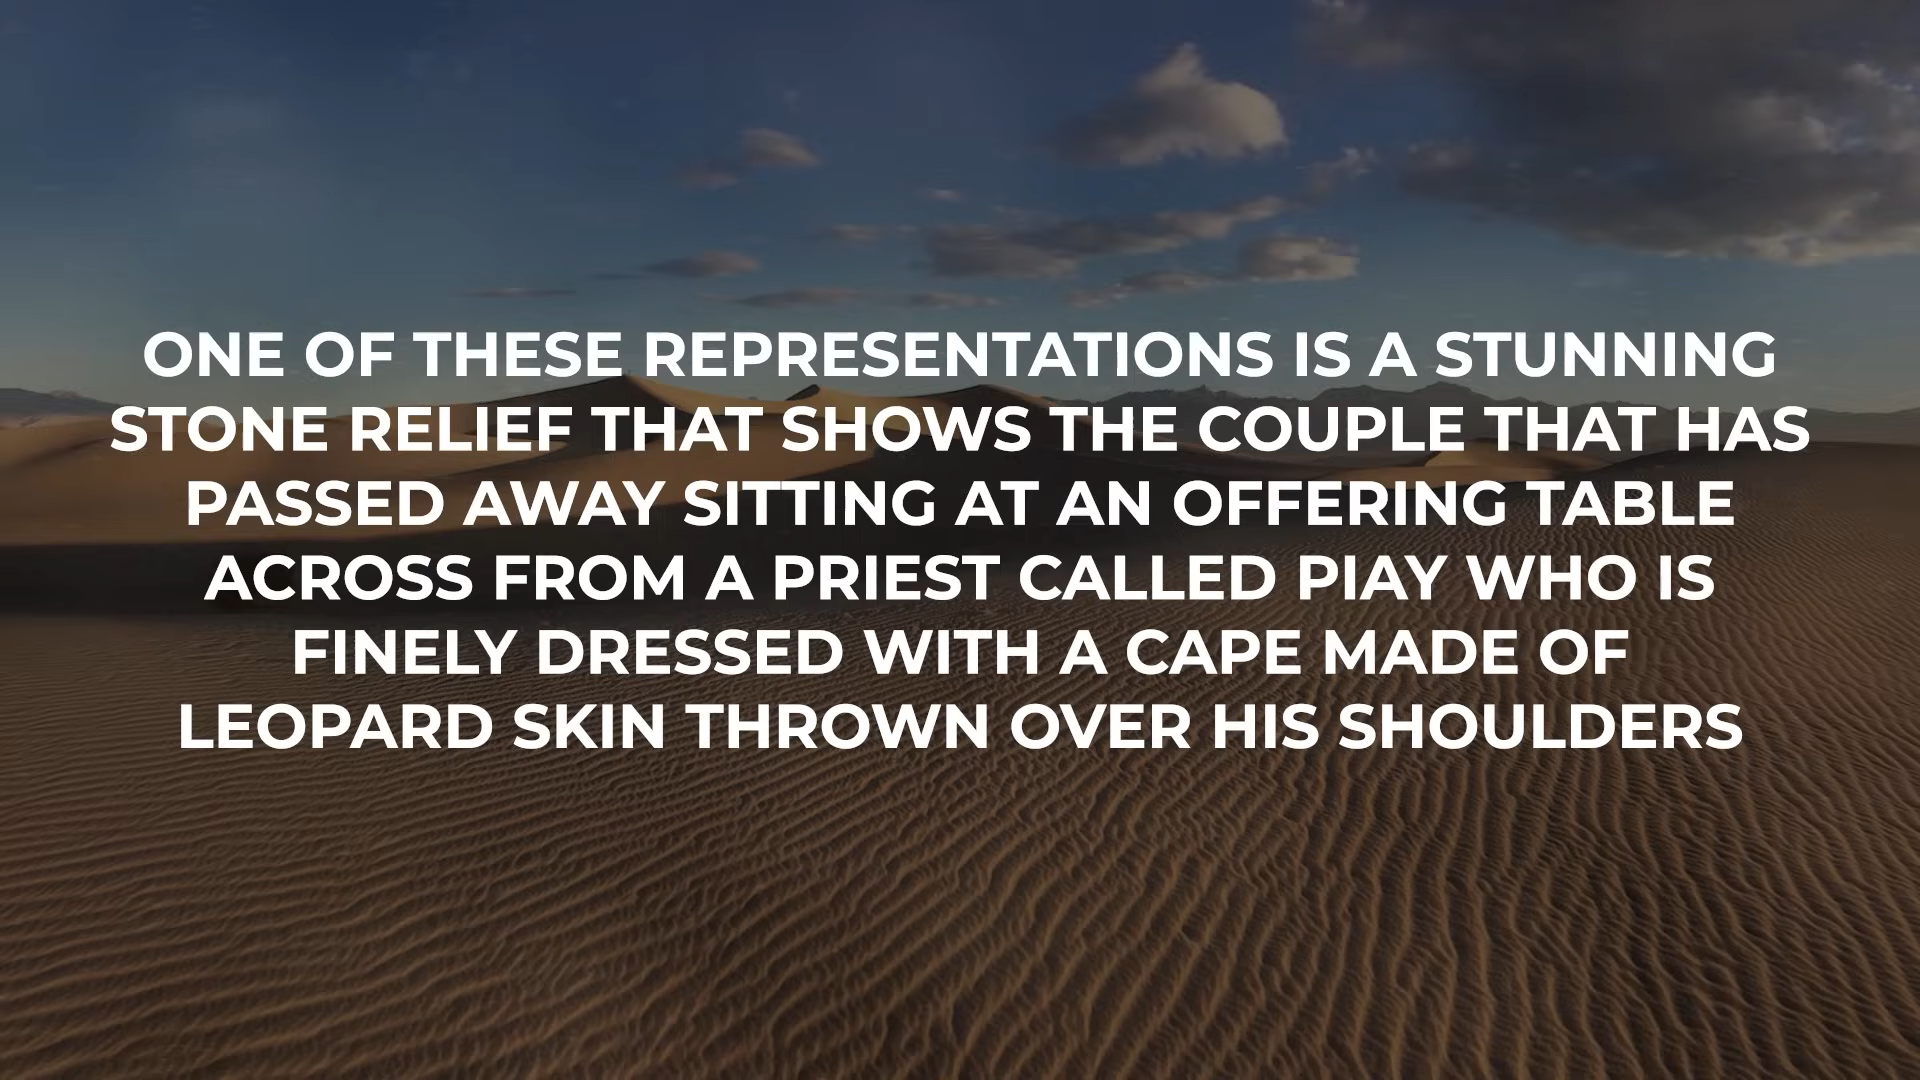 ONE OF THESE REPRESENTATIONS IS A STUNNING
STONE RELIEF THAT SHOWS THE COUPLE THAT HAS
PASSED AWAY SITTING AT AN OFFERING TABLE
ACROSS FROM A PRIEST CALLED PIAY WHO IS
FINELY DRESSED WITH A CAPE MADE OF
LEOPARD SKIN THROWN OVER HIS SHOULDERS